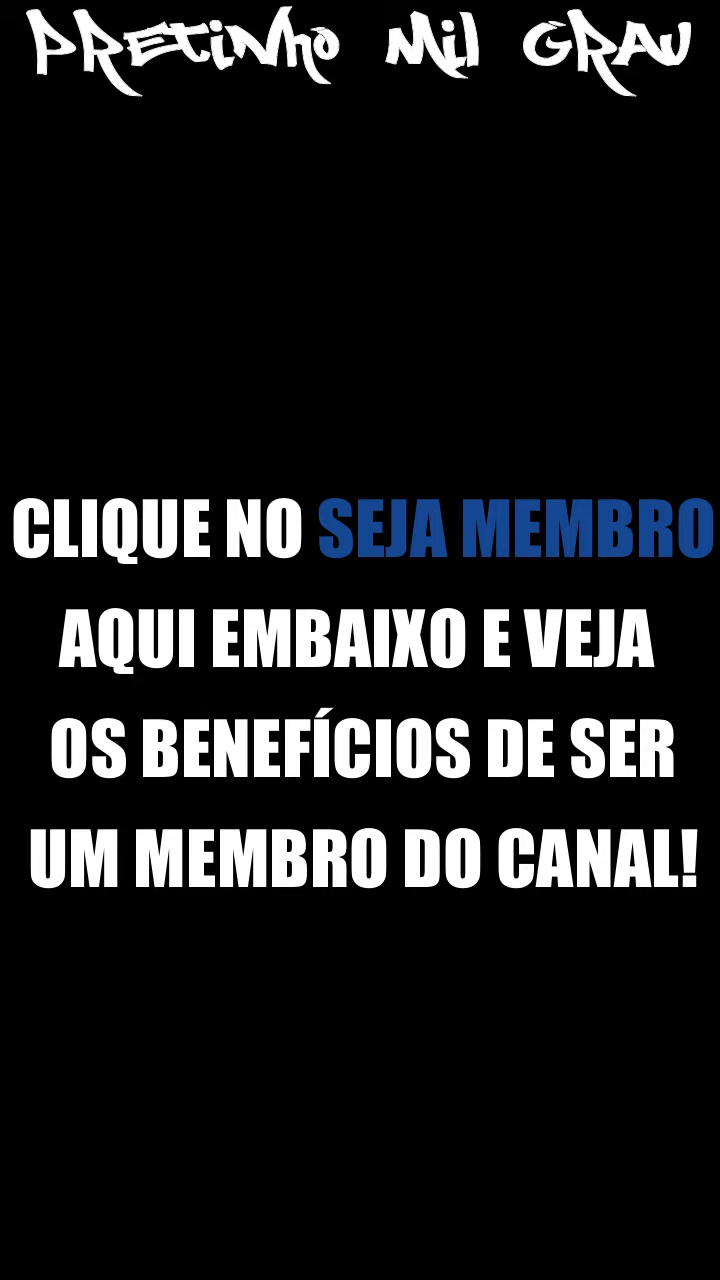 PRETINHO MIL GRAU
CLIQUE NO SEJA MEMBRO
AQUI EMBAIXO E VEJA
OS BENEFÍCIOS DE SER
UM MEMBRO DO CANAL!